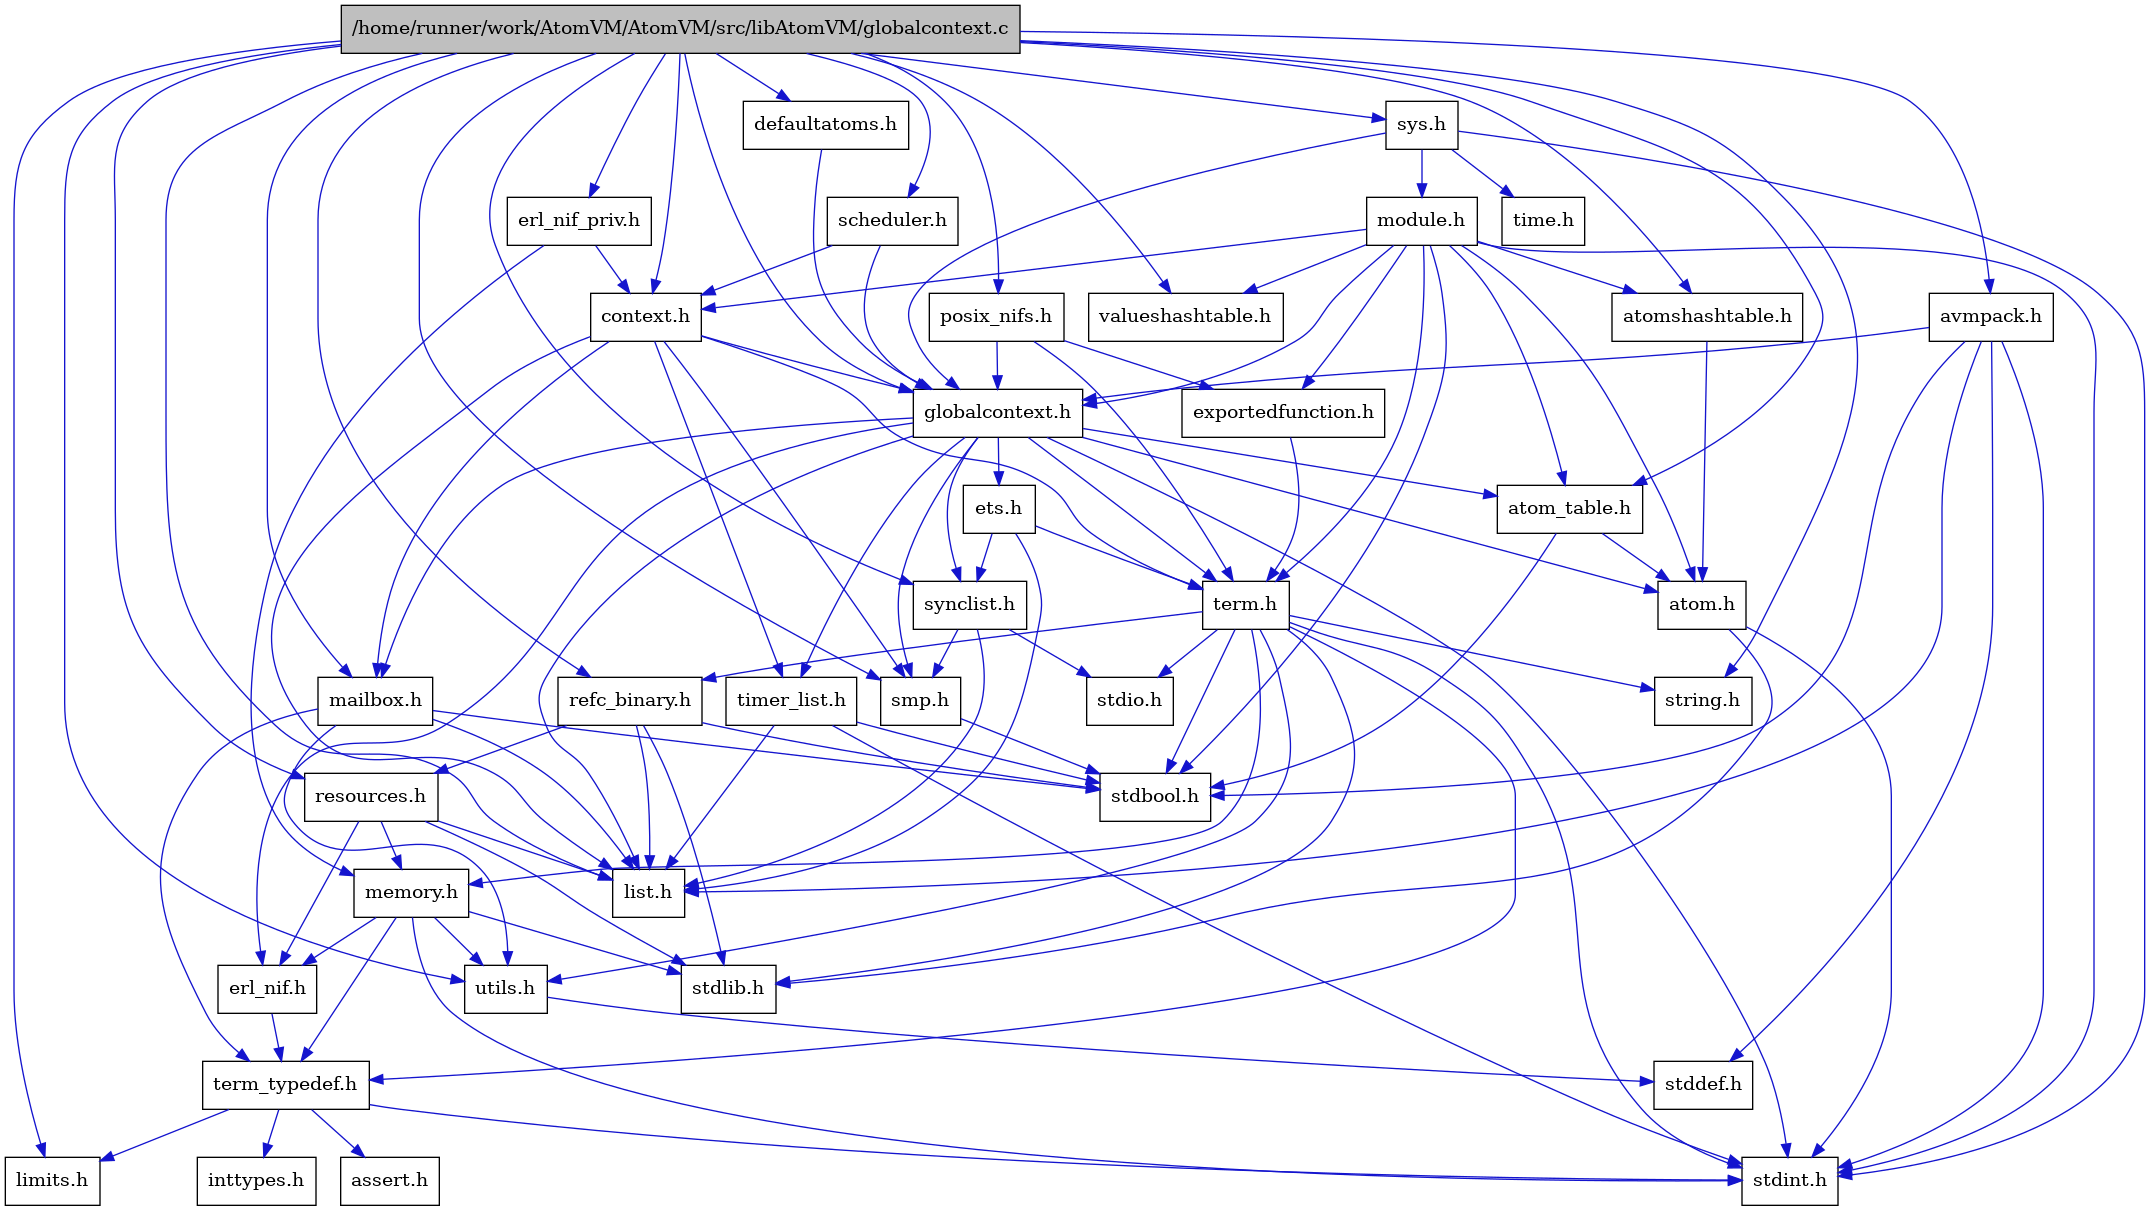 /home/runner/work/AtomVM/AtomVM/src/libAtomVM/globalcontext.c
defaultatoms.h
sys.h
erl_nif_priv.h
scheduler.h
module.h
time.h
context.h
posix_nifs.h
valueshashtable.h
atomshashtable.h
avmpack.h
globalcontext.h
exportedfunction.h
ets.h
atom_table.h
synclist.h
term.h
atom.h
mailbox.h
refc_binary.h
timer_list.h
smp.h
stdio.h
string.h
resources.h
stdbool.h
memory.h
list.h
erl_nif.h
utils.h
stdlib.h
term_typedef.h
stddef.h
limits.h
inttypes.h
assert.h
stdint.h